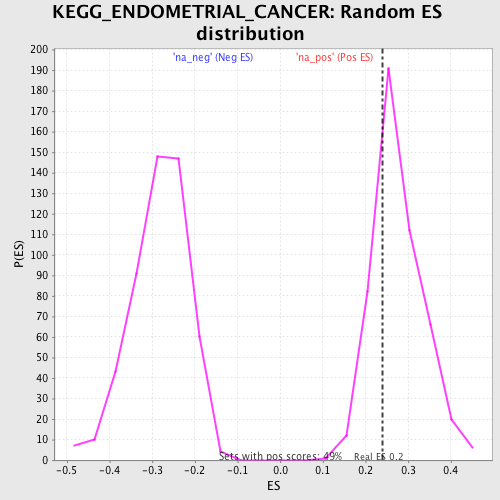 KEGG_ENDOMETRIAL_CANCER: Random ES
distribution
'na_neg' (Neg ES)
'na_pos' (Pos ES)
200
190
180
170
160
150
140
130
120
110
100
90
80
70
60
50
40
30
20
10
0
P(ES)
Sets with pos scores: 49%
Real ES 0.2
-0.5 -0.4 -0.3 -0.2 -0.1 0.0 0.1 0.2 0.3 0.4
ES